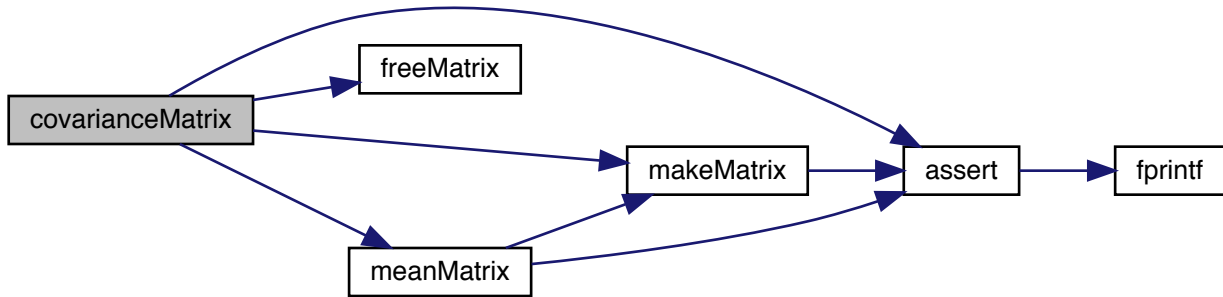 freeMatrix
covarianceMatrix
makeMatrix
assert
fprintf
meanMatrix